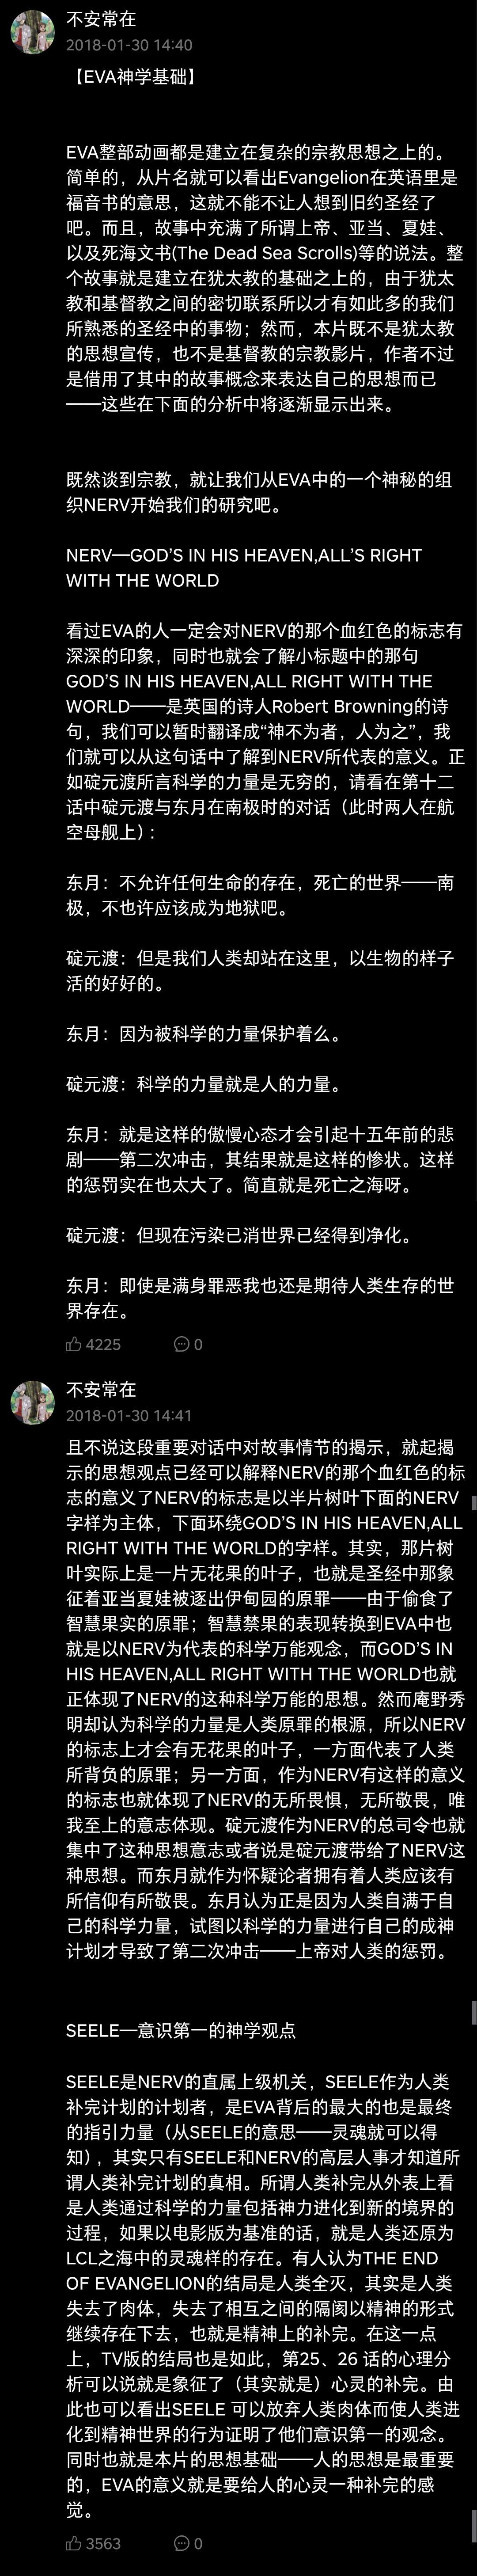 不安常在
2018-01-30 14:40
【EVA神学基础】
EVA整部动画都是建立在复杂的宗教思想之上的。
简单的，从片名就可以看出Evangelion在英语里是
福音书的意思，这就不能不让人想到旧约圣经了
吧。而且，故事中充满了所谓上帝、亚当、夏娃、
以及死海文书(The Dead Sea Scrolls)等的说法。整
个故事就是建立在犹太教的基础之上的，由于犹太
教和基督教之间的密切联系所以才有如此多的我们
所熟悉的圣经中的事物；然而，本片既不是犹太教
的思想宣传，也不是基督教的宗教影片，作者不过
是借用了其中的故事概念来表达自己的思想而已
——这些在下面的分析中将逐渐显示出来。
既然谈到宗教，就让我们从EVA中的一个神秘的组
织NERV开始我们的研究吧。
NERV—GOD’S IN HIS HEAVEN,ALL’S RIGHT
WITH THE WORLD
看过EVA的人一定会对NERV的那个血红色的标志有
深深的印象，同时也就会了解小标题中的那句
GOD’S IN HIS HEAVEN,ALL RIGHT WITH THE
WORLD——是英国的诗人Robert Browning的诗
句，我们可以暂时翻译成“神不为者，人为之”，我
们就可以从这句话中了解到NERV所代表的意义。正
如碇元渡所言科学的力量是无穷的，请看在第十二
话中碇元渡与东月在南极时的对话（此时两人在航
空母舰上）:
东月：不允许任何生命的存在，死亡的世界——南
极，不也许应该成为地狱吧。
碇元渡：但是我们人类却站在这里，以生物的样子
活的好好的。
东月：因为被科学的力量保护着么。
碇元渡：科学的力量就是人的力量。
东月：就是这样的傲慢心态才会引起十五年前的悲
剧——第二次冲击，其结果就是这样的惨状。这样
的惩罚实在也太大了。简直就是死亡之海呀。
碇元渡：但现在污染已消世界已经得到净化。
东月：即使是满身罪恶我也还是期待人类生存的世
界存在。
4225 0
不安常在
2018-01-30 14:41
且不说这段重要对话中对故事情节的揭示，就起揭
示的思想观点已经可以解释NERV的那个血红色的标
志的意义了NERV的标志是以半片树叶下面的NERV
字样为主体，下面环绕GOD’S IN HIS HEAVEN,ALL
RIGHT WITH THE WORLD的字样。其实，那片树
叶实际上是一片无花果的叶子，也就是圣经中那象
征着亚当夏娃被逐出伊甸园的原罪——由于偷食了
智慧果实的原罪；智慧禁果的表现转换到EVA中也
就是以NERV为代表的科学万能观念，而GOD’S IN
HIS HEAVEN,ALL RIGHT WITH THE WORLD也就
正体现了NERV的这种科学万能的思想。然而庵野秀
明却认为科学的力量是人类原罪的根源，所以NERV
的标志上才会有无花果的叶子，一方面代表了人类
所背负的原罪；另一方面，作为NERV有这样的意义
的标志也就体现了NERV的无所畏惧，无所敬畏，唯
我至上的意志体现。碇元渡作为NERV的总司令也就
集中了这种思想意志或者说是碇元渡带给了NERV这
种思想。而东月就作为怀疑论者拥有着人类应该有
所信仰有所敬畏。东月认为正是因为人类自满于自
己的科学力量，试图以科学的力量进行自己的成神
计划才导致了第二次冲击——上帝对人类的惩罚。
SEELE—意识第一的神学观点
SEELE是NERV的直属上级机关，SEELE作为人类
补完计划的计划者，是EVA背后的最大的也是最终
的指引力量（从SEELE的意思——灵魂就可以得
知），其实只有SEELE和NERV的高层人事才知道所
谓人类补完计划的真相。所谓人类补完从外表上看
是人类通过科学的力量包括神力进化到新的境界的
过程，如果以电影版为基准的话，就是人类还原为
LCL之海中的灵魂样的存在。有人认为THE END
OF EVANGELION的结局是人类全灭，其实是人类
失去了肉体，失去了相互之间的隔阂以精神的形式
继续存在下去，也就是精神上的补完。在这一点
上，TV版的结局也是如此，第25、26 话的心理分
析可以说就是象征了（其实就是）心灵的补完。由
此也可以看出SEELE 可以放弃人类肉体而使人类进
化到精神世界的行为证明了他们意识第一的观念。
同时也就是本片的思想基础——人的思想是最重要
的，EVA的意义就是要给人的心灵一种补完的感
觉。
3563 0